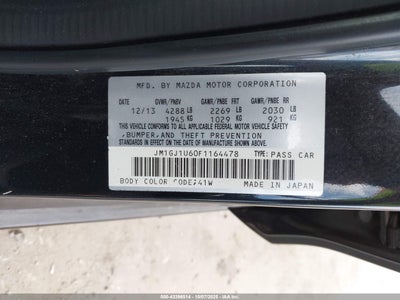 MFD. BY MAZDA MOTOR CORPORATION
GVWR/PNBV GAWR/PNBE FRT GAWR/PNBE RR
12/13 4288 LB 2269 LB 2030 LB
1945 KG 1029 KG 921 KG
THIS VEHICLE CONFORMS TO ALL APPLICABLE FEDERAL MOTOR VEHICLE SAFETY
,BUMPER,AND THEFT PREVENTION
STANDARDS IN EFFECT ON THE DATE OF MANUFACTURE SHOWN ABOVE.
JM1GJ1U60F1164478 TYPE:PASS CAR
BODY COLOR CODE:41W MADE IN JAPAN